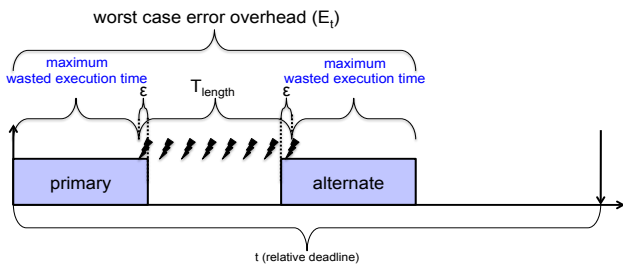 worst case error overhead (Et)
maximum
wasted execution time
ε
Tlength
ε
maximum
wasted execution time
primary
alternate
t (relative deadline)